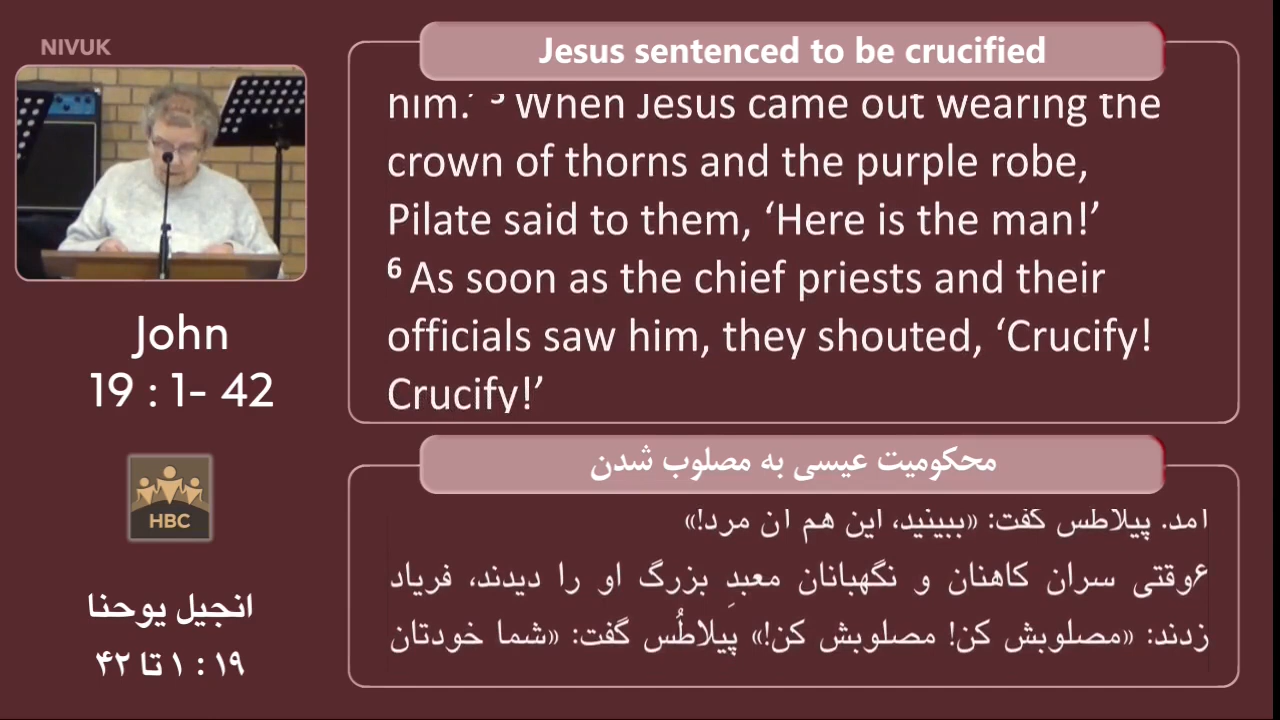 NIVUK
Jesus sentenced to be crucified
him.’ ⁵ When Jesus came out wearing the
crown of thorns and the purple robe,
Pilate said to them, ‘Here is the man!’
⁶ As soon as the chief priests and their
officials saw him, they shouted, ‘Crucify!
Crucify!’
John
19 : 1- 42
HBC
محکومیت عیسی به مصلوب شدن
آمد. پیلاطس گفت: «ببینید، این هم آن مرد!»
۶وقتی سران کاهنان و نگهبانان معبدِ بزرگ او را دیدند، فریاد
زدند: «مصلوبش کن! مصلوبش کن!» پیلاطُس گفت: «شما خودتان
انجیل یوحنا
۱۹ : ۱ تا ۴۲